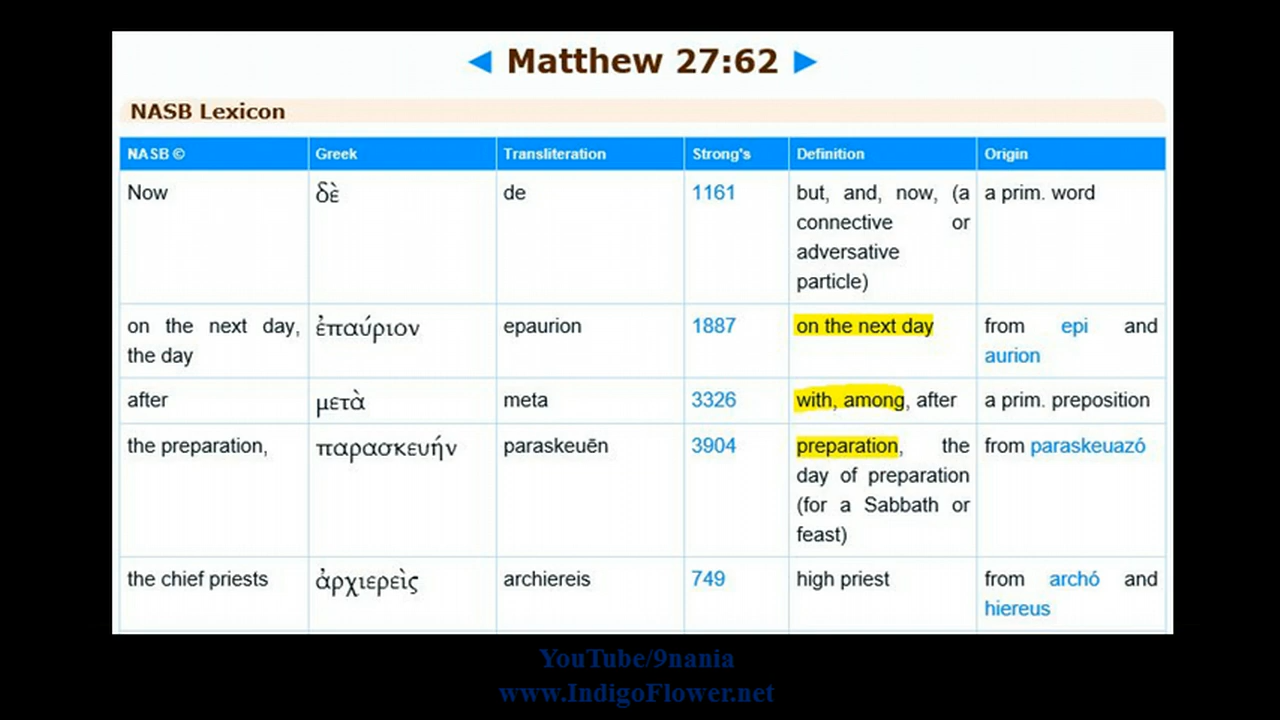 ◄ Matthew 27:62 ►
NASB Lexicon
NASB © Greek Transliteration Strong's Definition Origin
Now δὲ de 1161 but, and, now, (a connective or adversative particle) a prim. word
on the next day, the day ἐπαύριον epaurion 1887 on the next day from epi and aurion
after μετὰ meta 3326 with, among, after a prim. preposition
the preparation, παρασκευήν paraskeuēn 3904 preparation, the day of preparation (for a Sabbath or feast) from paraskeuazó
the chief priests ἀρχιερεὶς archiereis 749 high priest from archó and hiereus
YouTube/9nania
www.IndigoFlower.net